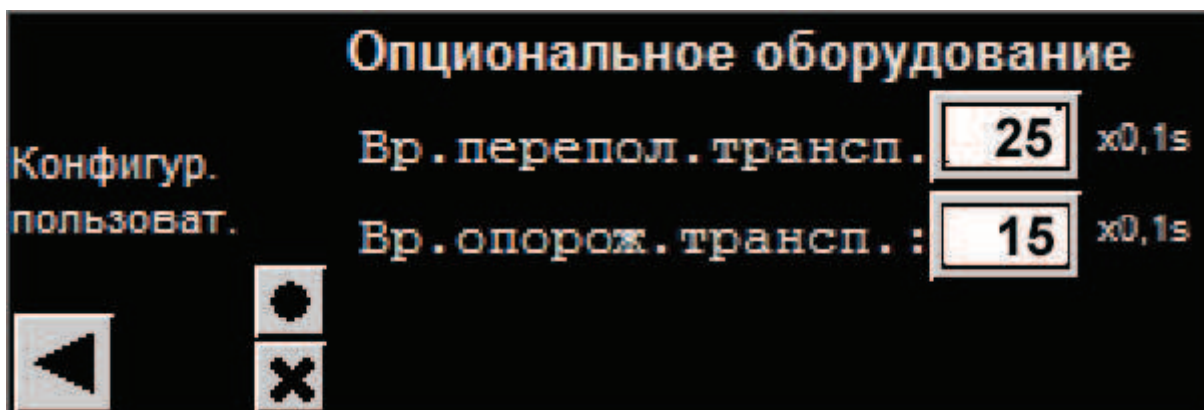 Опциональное оборудование
Вр.перепол.трансп. 25 x0,1s
Конфигур.
пользоват.
Вр.опорож.трансп.: 15 x0,1s